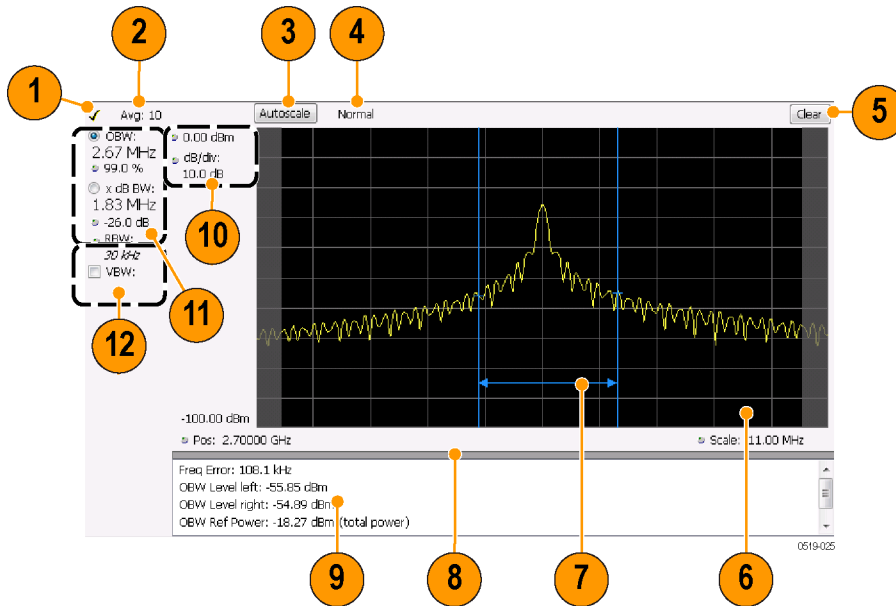 2
3
4
1
5
Avg: 10
Autoscale
Normal
Clear
OBW:
2.67 MHz
99.0 %
x dB BW:
1.83 MHz
-26.0 dB
RBW:
30 kHz
VBW:
0.00 dBm
dB/div:
10.0 dB
10
11
12
-100.00 dBm
Pos: 2.70000 GHz
Scale: 11.00 MHz
Freq Error: 108.1 kHz
OBW Level left: -55.85 dBm
OBW Level right: -54.89 dBm
OBW Ref Power: -18.27 dBm (total power)
0519-025
9
8
7
6